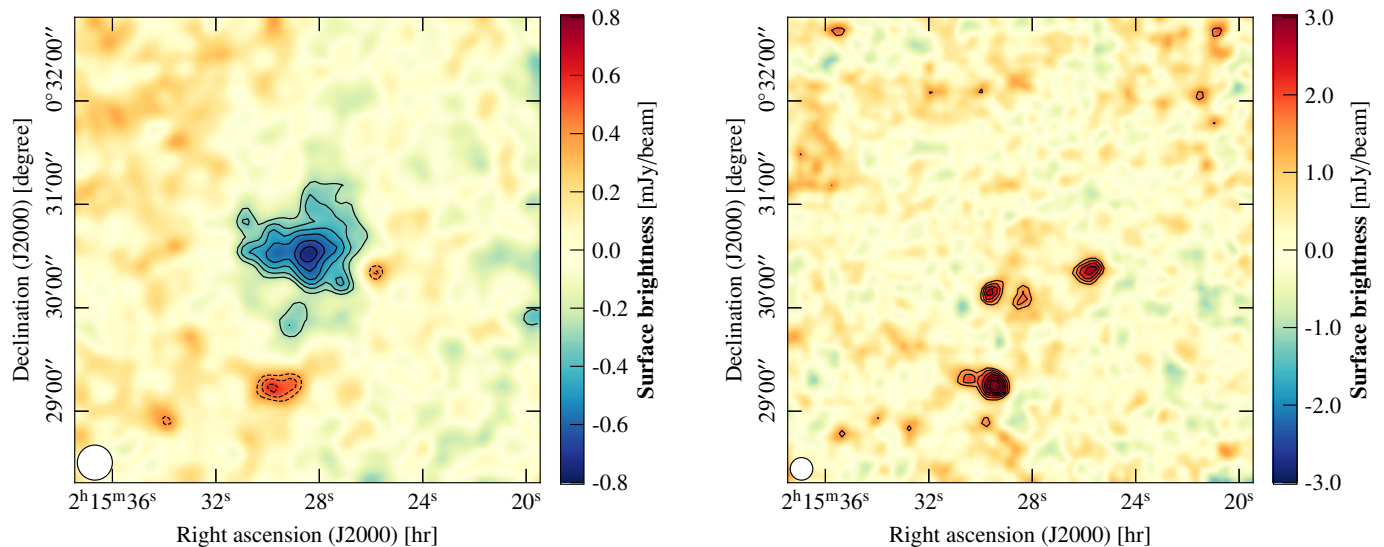 0°32′00′′
31′00′′
30′00′′
29′00′′
Declination (J2000) [degree]
2ʰ15ᵐ36ˢ
32ˢ
28ˢ
24ˢ
20ˢ
Right ascension (J2000) [hr]
0.8
0.6
0.4
0.2
0.0
-0.2
-0.4
-0.6
-0.8
Surface brightness [mJy/beam]
0°32′00′′
31′00′′
30′00′′
29′00′′
Declination (J2000) [degree]
2ʰ15ᵐ36ˢ
32ˢ
28ˢ
24ˢ
20ˢ
Right ascension (J2000) [hr]
3.0
2.0
1.0
0.0
-1.0
-2.0
-3.0
Surface brightness [mJy/beam]